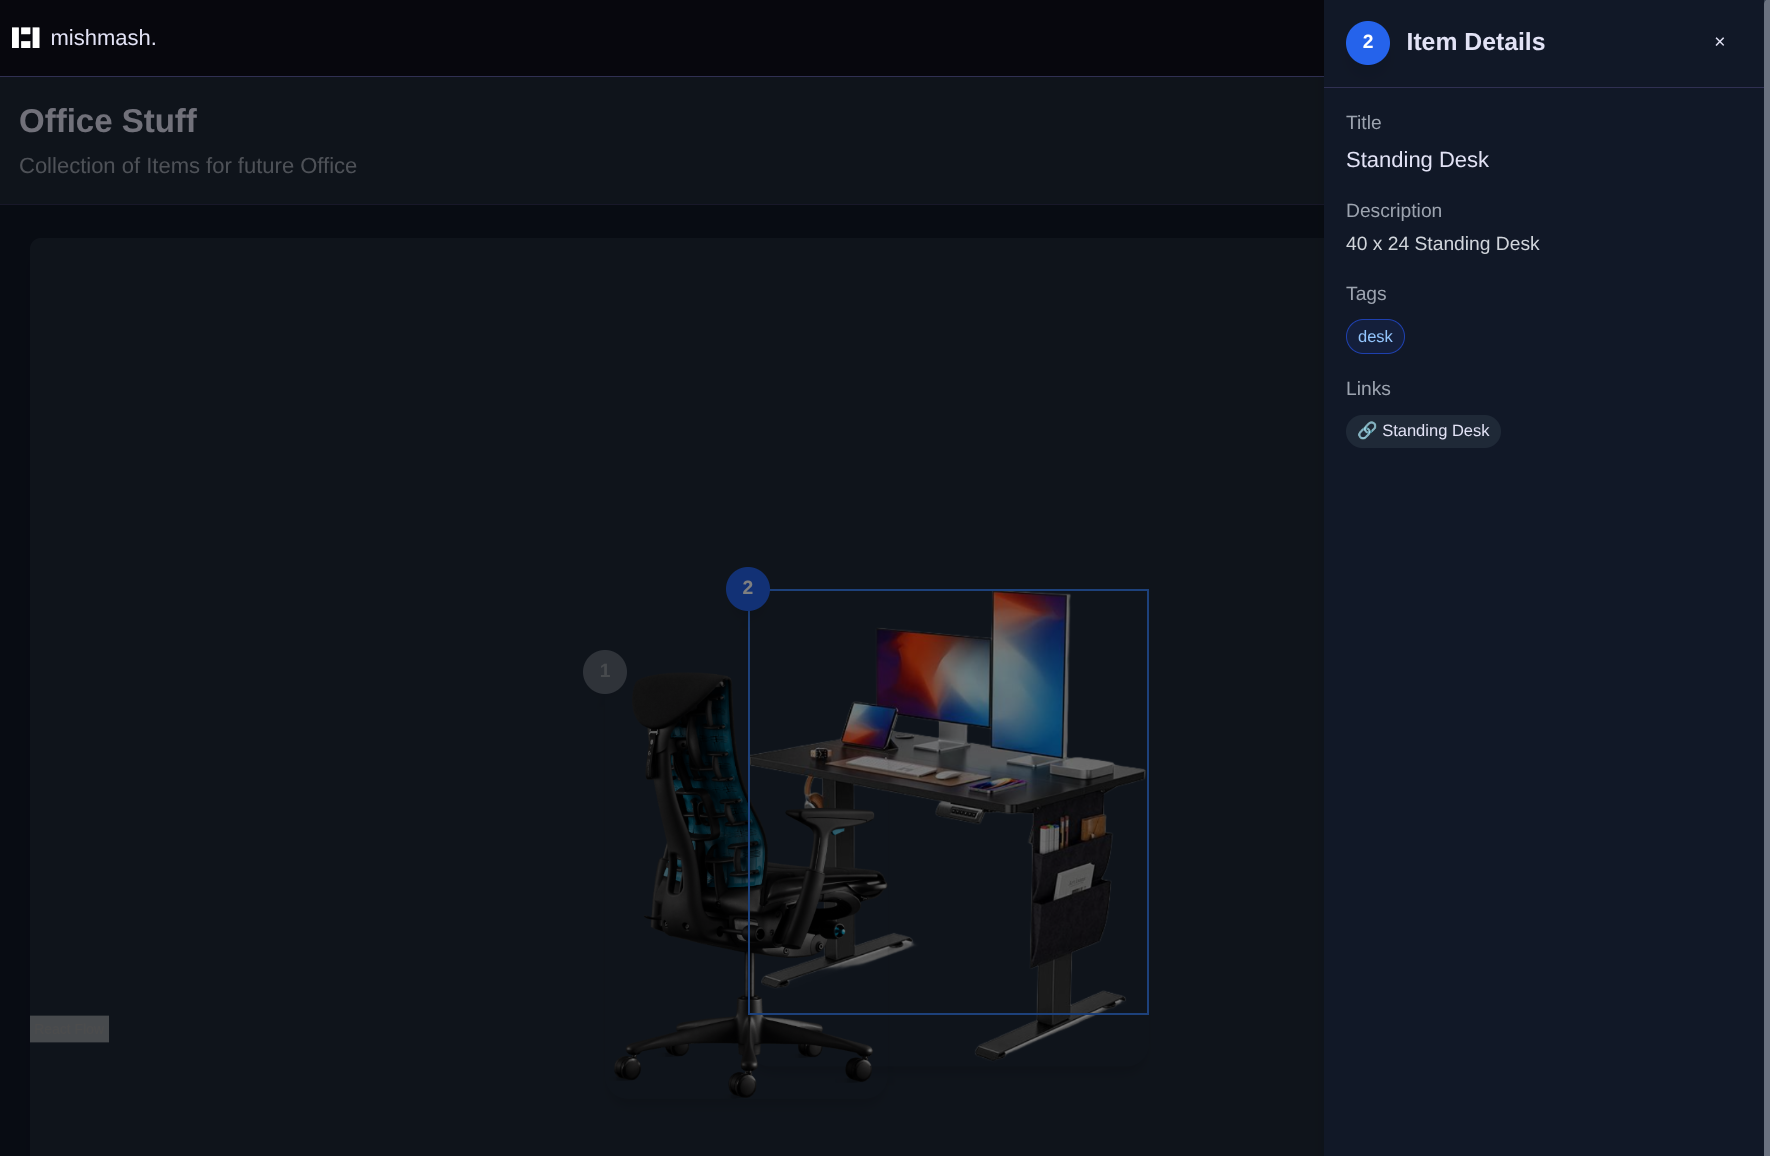 mishmash.
Office Stuff
Collection of Items for future Office
2
1
2
Item Details
×
Title
Standing Desk
Description
40 x 24 Standing Desk
Tags
desk
Links
Standing Desk